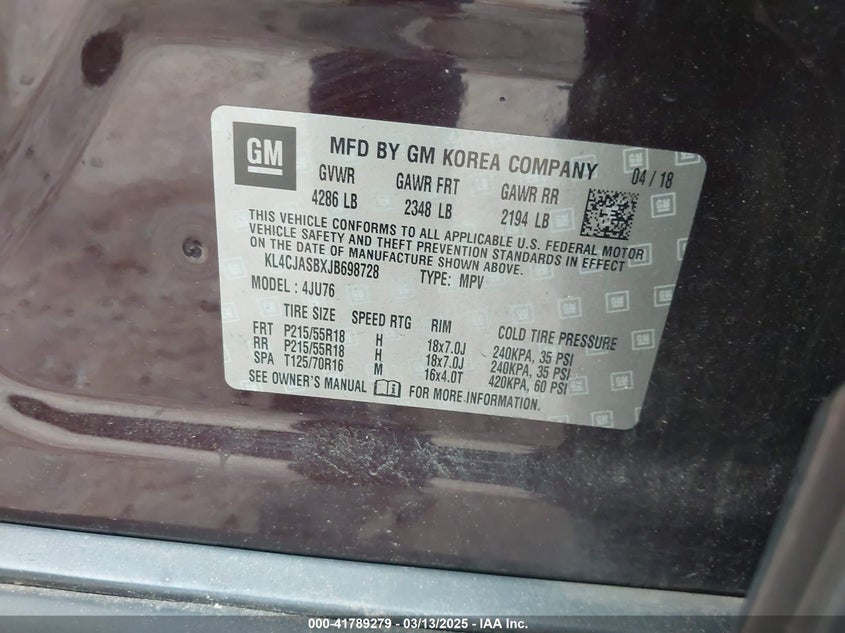 GM MFD BY GM KOREA COMPANY 04 / 18
GVWR GAWR FRT GAWR RR
4286 LB 2348 LB 2194 LB
THIS VEHICLE CONFORMS TO ALL APPLICABLE U.S. FEDERAL MOTOR
VEHICLE SAFETY AND THEFT PREVENTION STANDARDS IN EFFECT
ON THE DATE OF MANUFACTURE SHOWN ABOVE.
KL4CJASBXJB698728 TYPE: MPV
MODEL : 4JU76
TIRE SIZE SPEED RTG RIM COLD TIRE PRESSURE
FRT P215/55R18 H 18x7.0J 240KPA, 35 PSI
RR P215/55R18 H 18x7.0J 240KPA, 35 PSI
SPA T125/70R16 M 16x4.0T 420KPA, 60 PSI
SEE OWNER'S MANUAL FOR MORE INFORMATION.
000-41789279 - 03/13/2025 - IAA Inc.